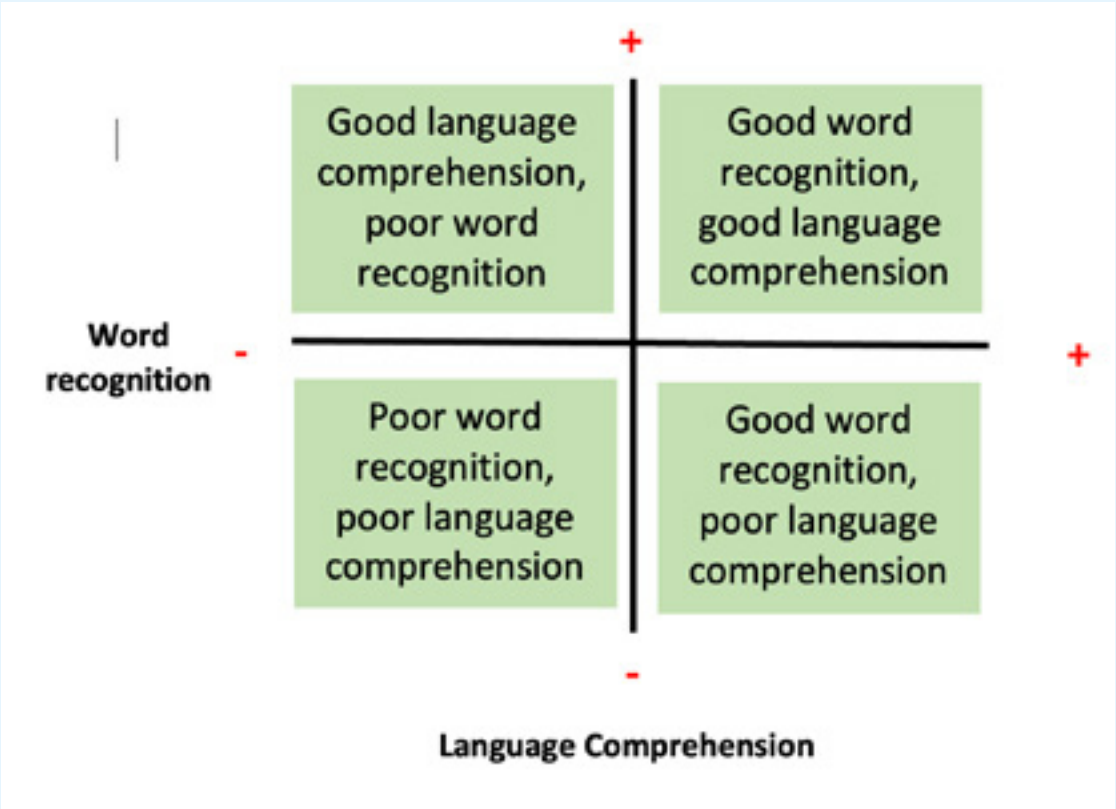 +
Good language
comprehension,
poor word
recognition
Good word
recognition,
good language
comprehension
Word
recognition
-
+
Poor word
recognition,
poor language
comprehension
Good word
recognition,
poor language
comprehension
-
Language Comprehension